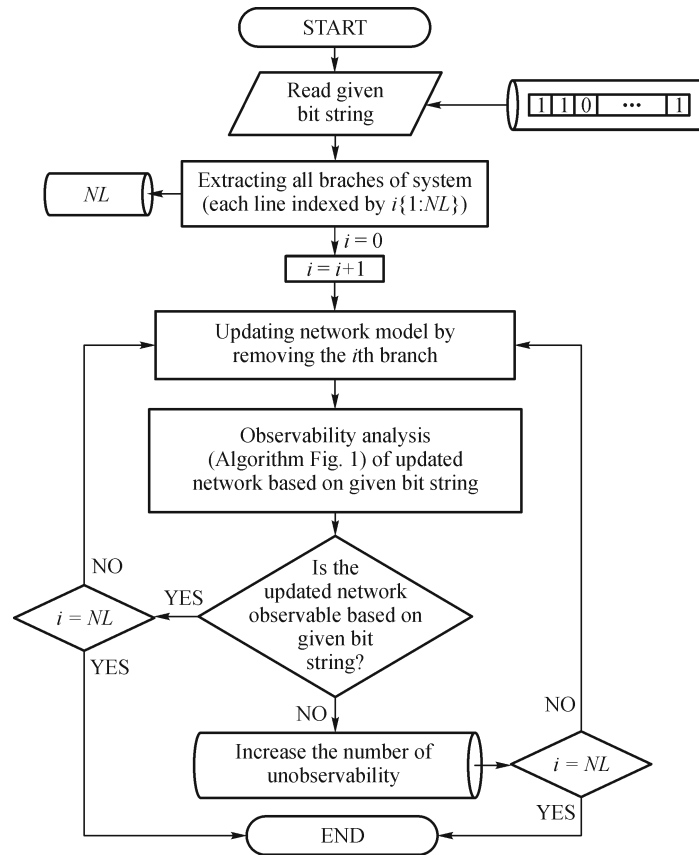 START
Read given
bit string
1 1 0 ... 1
NL
Extracting all braches of system
(each line indexed by i{1:NL})
i = 0
i = i+1
Updating network model by
removing the ith branch
Observability analysis
(Algorithm Fig. 1) of updated
network based on given bit string
NO
Is the
updated network
observable based on
given bit
string?
YES
i = NL
YES
NO
NO
Increase the number of
unobservability
i = NL
YES
END